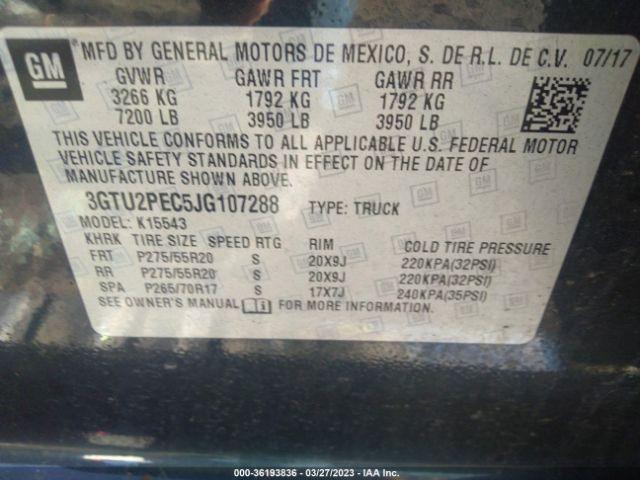 GM MFD BY GENERAL MOTORS DE MEXICO, S. DE R.L. DE C.V. 07/17
GVWR GAWR FRT GAWR RR
3266 KG 1792 KG 1792 KG
7200 LB 3950 LB 3950 LB
THIS VEHICLE CONFORMS TO ALL APPLICABLE U.S. FEDERAL MOTOR
VEHICLE SAFETY STANDARDS IN EFFECT ON THE DATE OF
MANUFACTURE SHOWN ABOVE.
3GTU2PEC5JG107288 TYPE: TRUCK
MODEL: K15543
KHRK TIRE SIZE SPEED RTG RIM COLD TIRE PRESSURE
FRT P275/55R20 S 20X9J 220KPA(32PSI)
RR P275/55R20 S 20X9J 220KPA(32PSI)
SPA P265/70R17 S 17X7J 240KPA(35PSI)
SEE OWNER'S MANUAL FOR MORE INFORMATION.
000-36193836 - 03/27/2023 - IAA Inc.